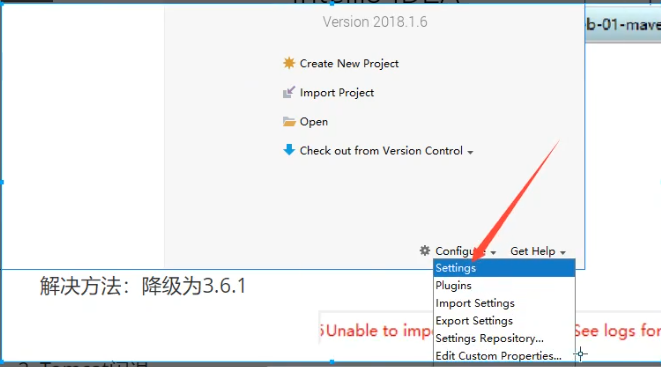 Version 2018.1.6
b-01-mave
Create New Project
Import Project
Open
Check out from Version Control
Configure Get Help
Settings
Plugins
Import Settings
Export Settings
Settings Repository...
Edit Custom Properties...
解决方法：降级为3.6.1
Unable to impo See logs for